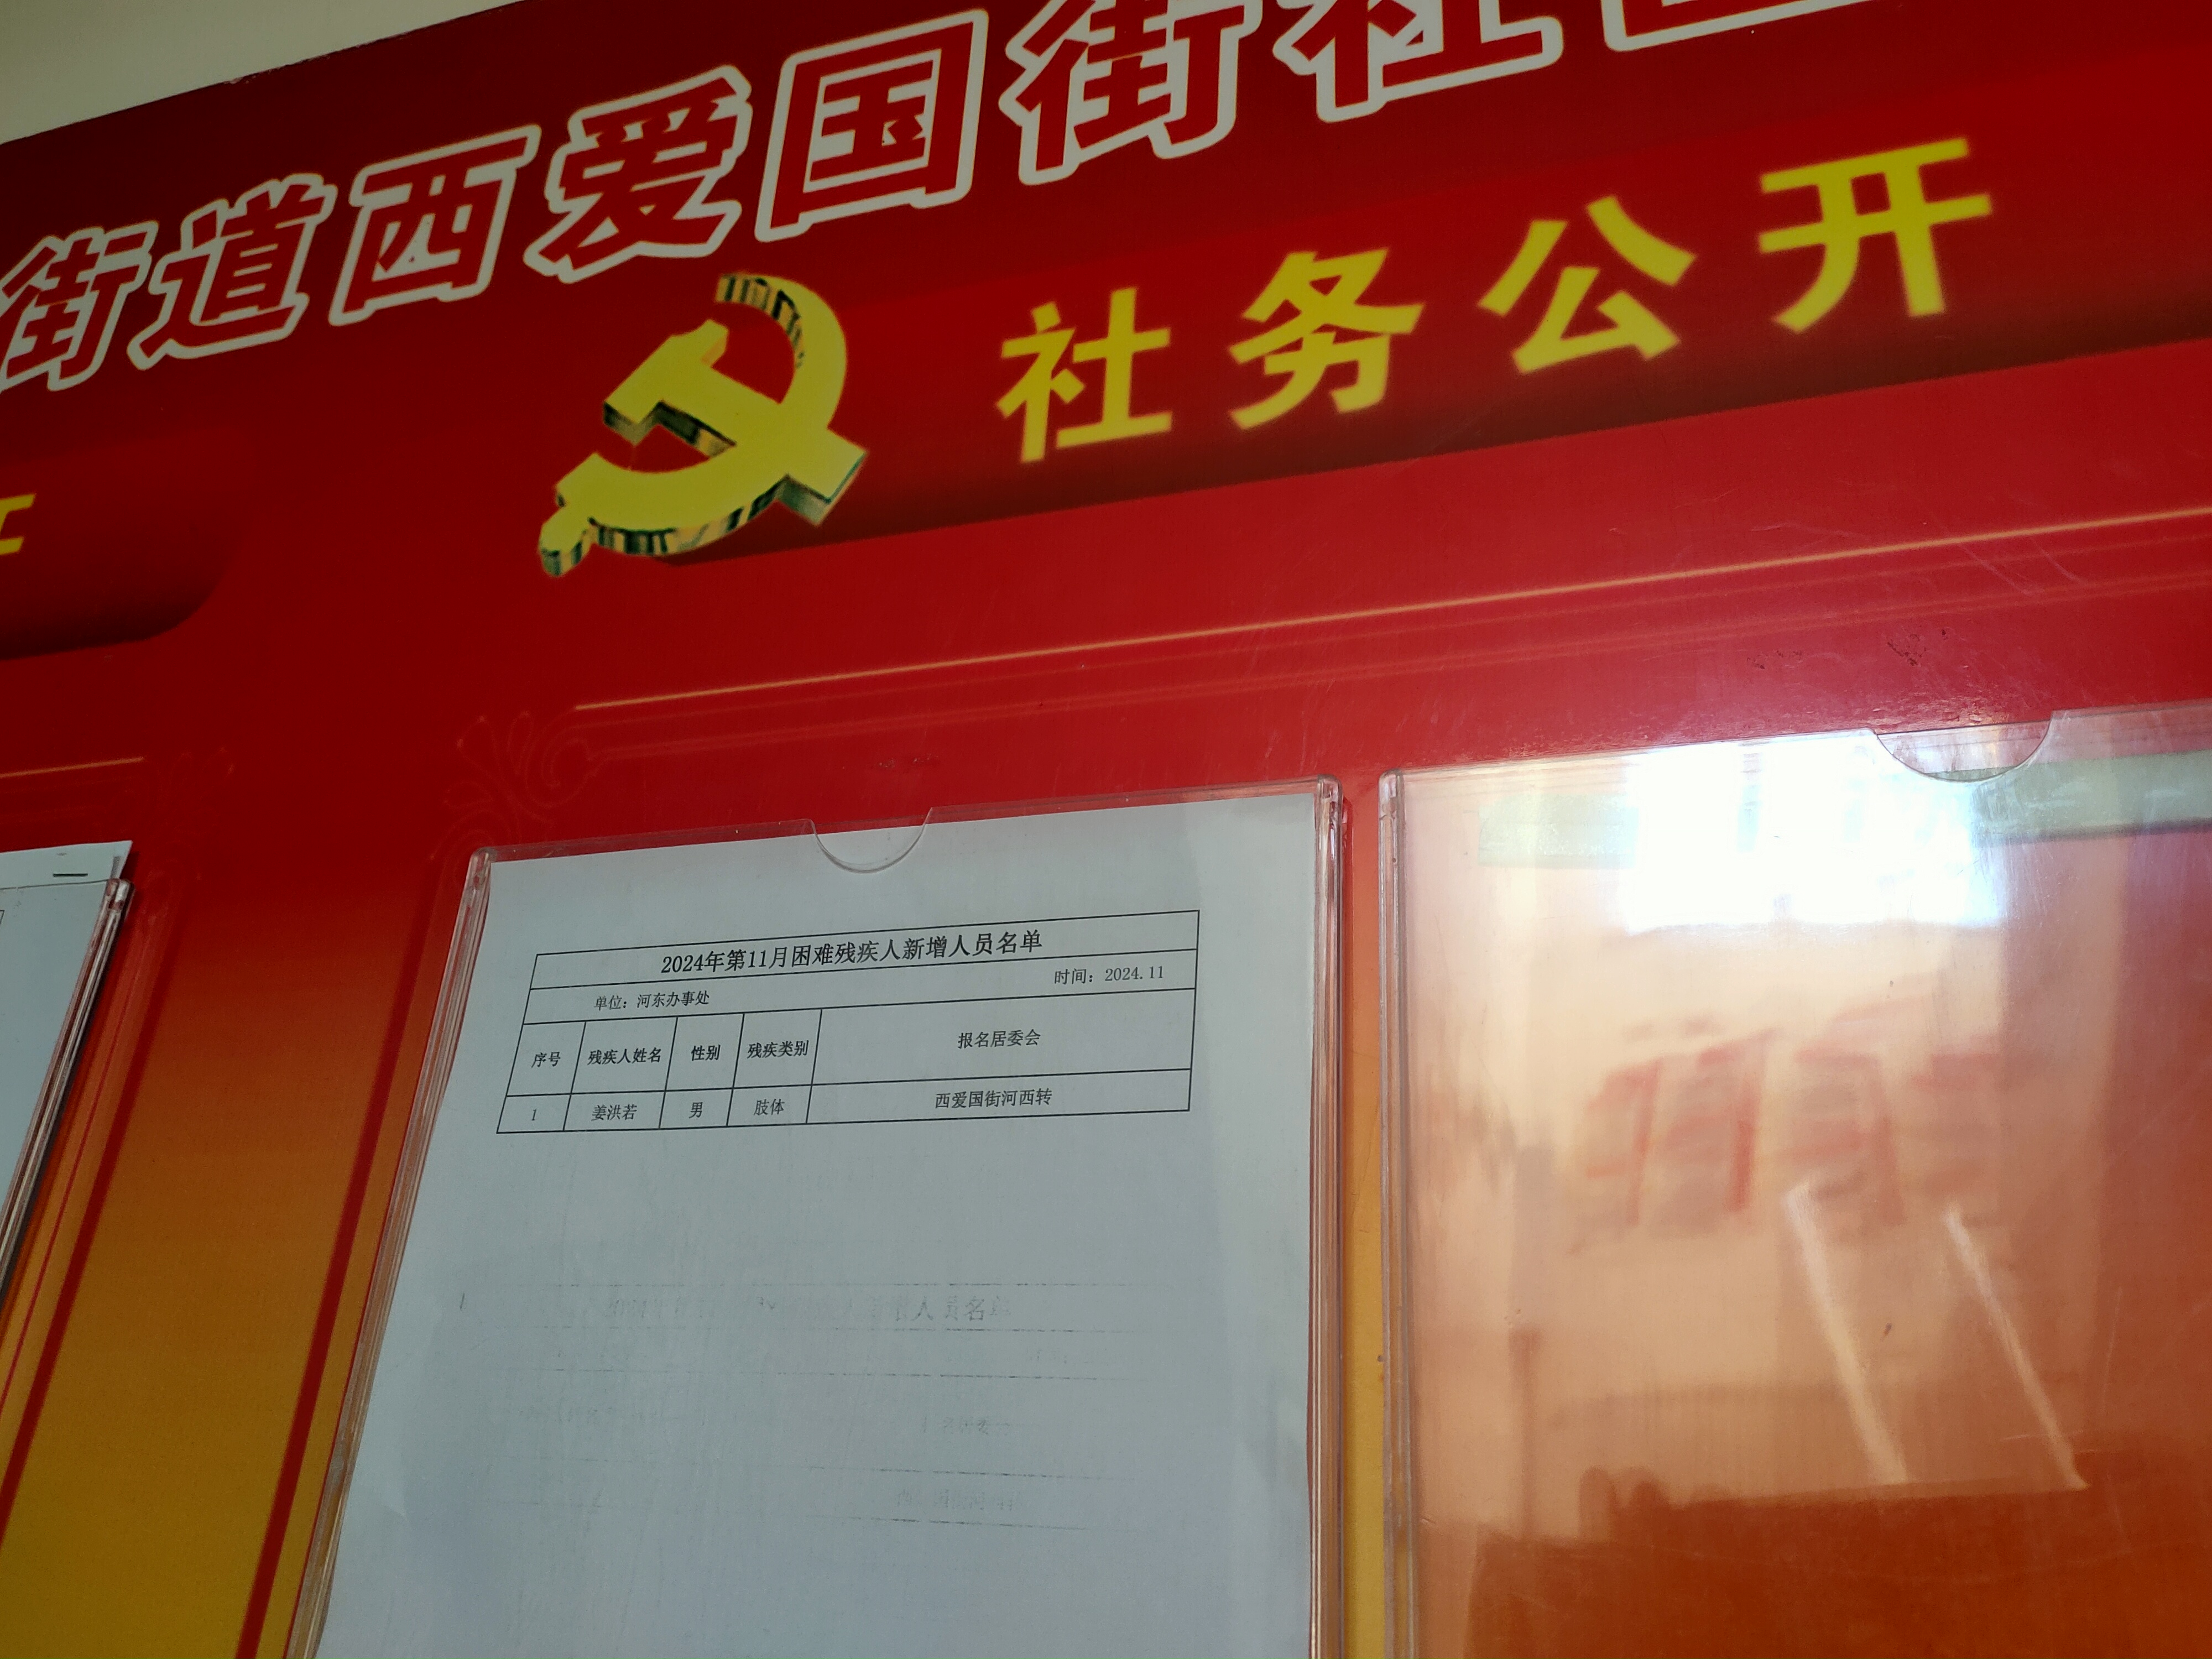 街道西爱国街社
社务公开
2024年第11月困难残疾人新增人员名单
单位：河东办事处 时间：2024.11
序号 残疾人姓名 性别 残疾类别 报名居委会
1 姜洪若 男 肢体 西爱国街河西转